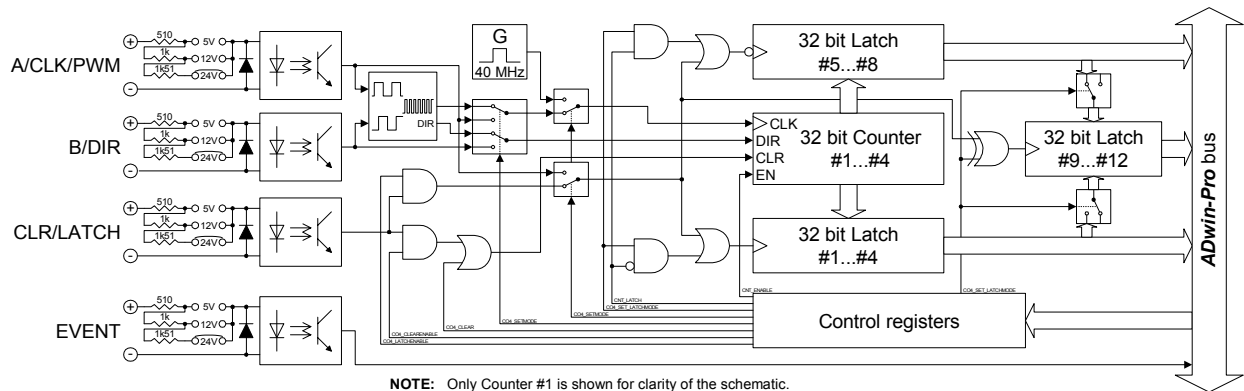 510
5V
1k
12V
1k51
24V
A/CLK/PWM
510
5V
1k
12V
1k51
24V
B/DIR
510
5V
1k
12V
1k51
24V
CLR/LATCH
510
5V
1k
12V
1k51
24V
EVENT
G
40 MHz
DIR
32 bit Latch
#5...#8
CLK
DIR
CLR
EN
32 bit Counter
#1...#4
32 bit Latch
#9...#12
32 bit Latch
#1...#4
CNT_ENABLE
CO4_SET_LATCHMODE
CNT_LATCH
CO4_SET_LATCHMODE
CO4_SETMODE
CO4_SETMODE
CO4_CLEAR
CO4_CLEARENABLE
CO4_LATCHENABLE
Control registers
ADwin-Pro bus
NOTE: Only Counter #1 is shown for clarity of the schematic.